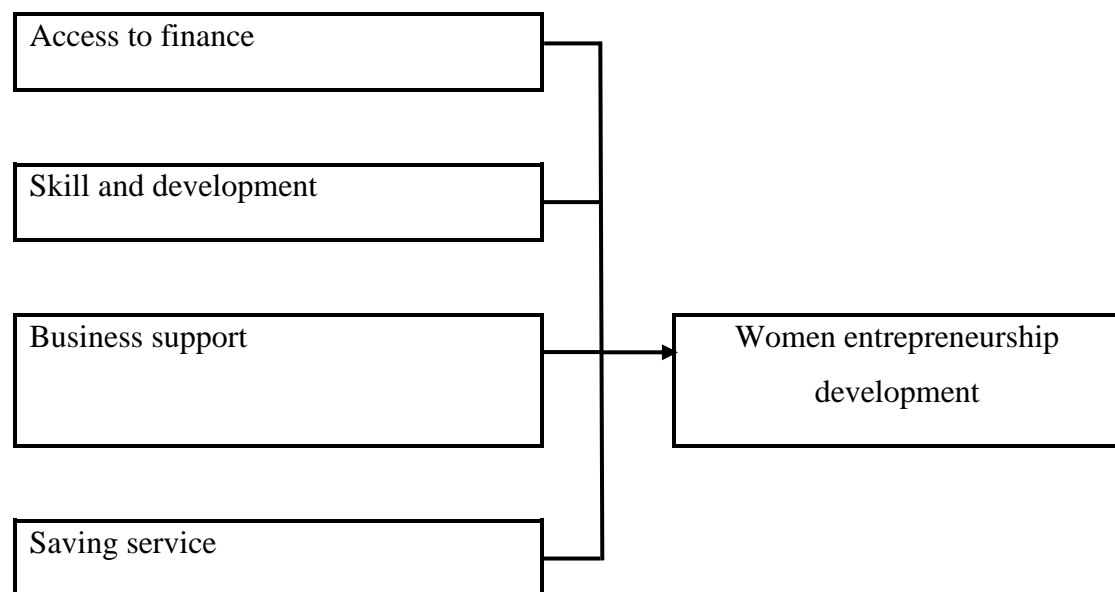 Access to finance
Skill and development
Business support
Women entrepreneurship
development
Saving service